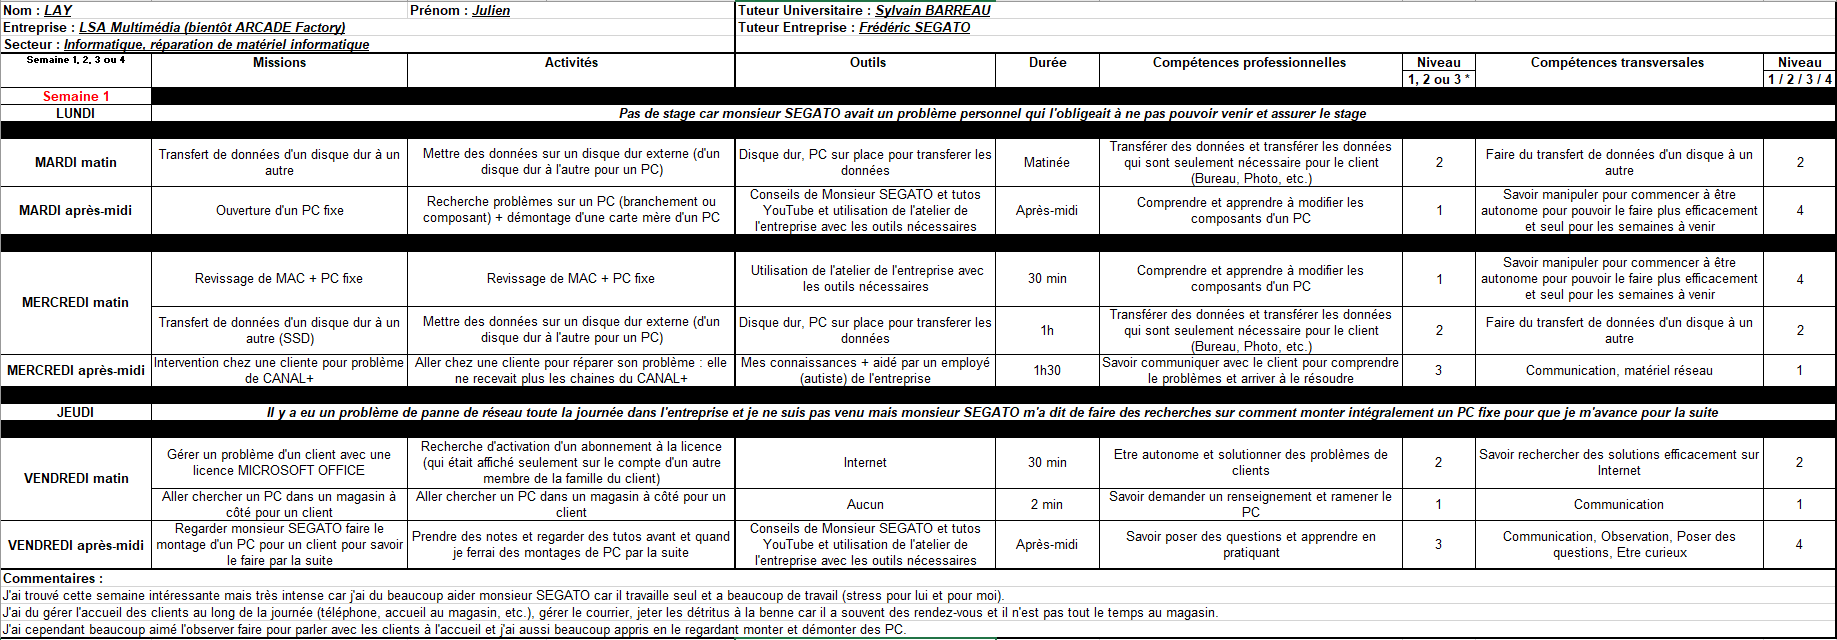 Nom : LAY
Prénom : Julien
Tuteur Universitaire : Sylvain BARREAU
Entreprise : LSA Multimédia (bientôt ARCADE Factory)
Tuteur Entreprise : Frédéric SEGATO
Secteur : Informatique, réparation de matériel informatique
Semaine 1, 2, 3 ou 4
Missions
Activités
Outils
Durée
Compétences professionnelles
Niveau
1, 2 ou 3 *
Compétences transversales
Niveau
1 / 2 / 3 / 4
Semaine 1
LUNDI
Pas de stage car monsieur SEGATO avait un problème personnel qui l'obligeait à ne pas pouvoir venir et assurer le stage
MARDI matin
Transfert de données d'un disque dur à un
autre
Mettre des données sur un disque dur externe (d'un
disque dur à l'autre pour un PC)
Disque dur, PC sur place pour transferer les
données
Matinée
Transférer des données et transférer les données
qui sont seulement nécessaire pour le client
(Bureau, Photo, etc.)
2
Faire du transfert de données d'un disque à un
autre
2
MARDI après-midi
Ouverture d'un PC fixe
Recherche problèmes sur un PC (branchement ou
composant) + démontage d'une carte mère d'un PC
Conseils de Monsieur SEGATO et tutos
YouTube et utilisation de l'atelier de
l'entreprise avec les outils nécessaires
Après-midi
Comprendre et apprendre à modifier les
composants d'un PC
1
Savoir manipuler pour commencer à être
autonome pour pouvoir le faire plus efficacement
et seul pour les semaines à venir
4
MERCREDI matin
Revissage de MAC + PC fixe
Revissage de MAC + PC fixe
Utilisation de l'atelier de l'entreprise avec
les outils nécessaires
30 min
Comprendre et apprendre à modifier les
composants d'un PC
1
Savoir manipuler pour commencer à être
autonome pour pouvoir le faire plus efficacement
et seul pour les semaines à venir
4
Transfert de données d'un disque dur à un
autre (SSD)
Mettre des données sur un disque dur externe (d'un
disque dur à l'autre pour un PC)
Disque dur, PC sur place pour transferer les
données
1h
Transférer des données et transférer les données
qui sont seulement nécessaire pour le client
(Bureau, Photo, etc.)
2
Faire du transfert de données d'un disque à un
autre
2
MERCREDI après-midi
Intervention chez une cliente pour problème
de CANAL+
Aller chez une cliente pour réparer son problème : elle
ne recevait plus les chaines du CANAL+
Mes connaissances + aidé par un employé
(autiste) de l'entreprise
1h30
Savoir communiquer avec le client pour comprendre
le problèmes et arriver à le résoudre
3
Communication, matériel réseau
1
JEUDI
Il y a eu un problème de panne de réseau toute la journée dans l'entreprise et je ne suis pas venu mais monsieur SEGATO m'a dit de faire des recherches sur comment monter intégralement un PC fixe pour que je m'avance pour la suite
VENDREDI matin
Gérer un problème d'un client avec une
licence MICROSOFT OFFICE
Recherche d'activation d'un abonnement à la licence
(qui était affiché seulement sur le compte d'un autre
membre de la famille du client)
Internet
30 min
Etre autonome et solutionner des problèmes de
clients
2
Savoir rechercher des solutions efficacement sur
Internet
2
Aller chercher un PC dans un magasin à
côté pour un client
Aller chercher un PC dans un magasin à côté pour un
client
Aucun
2 min
Savoir demander un renseignement et ramener le
PC
1
Communication
1
VENDREDI après-midi
Regarder monsieur SEGATO faire le
montage d'un PC pour un client pour savoir
le faire par la suite
Prendre des notes et regarder des tutos avant et quand
je ferrai des montages de PC par la suite
Conseils de Monsieur SEGATO et tutos
YouTube et utilisation de l'atelier de
l'entreprise avec les outils nécessaires
Après-midi
Savoir poser des questions et apprendre en
pratiquant
3
Communication, Observation, Poser des
questions, Etre curieux
4
Commentaires :
J'ai trouvé cette semaine intéressante mais très intense car j'ai du beaucoup aider monsieur SEGATO car il travaille seul et a beaucoup de travail (stress pour lui et pour moi).
J'ai du gérer l'accueil des clients au long de la journée (téléphone, accueil au magasin, etc.), gérer le courrier, jeter les détritus à la benne car il a souvent des rendez-vous et il n'est pas tout le temps au magasin.
J'ai cependant beaucoup aimé l'observer faire pour parler avec les clients à l'accueil et j'ai aussi beaucoup appris en le regardant monter et démonter des PC.